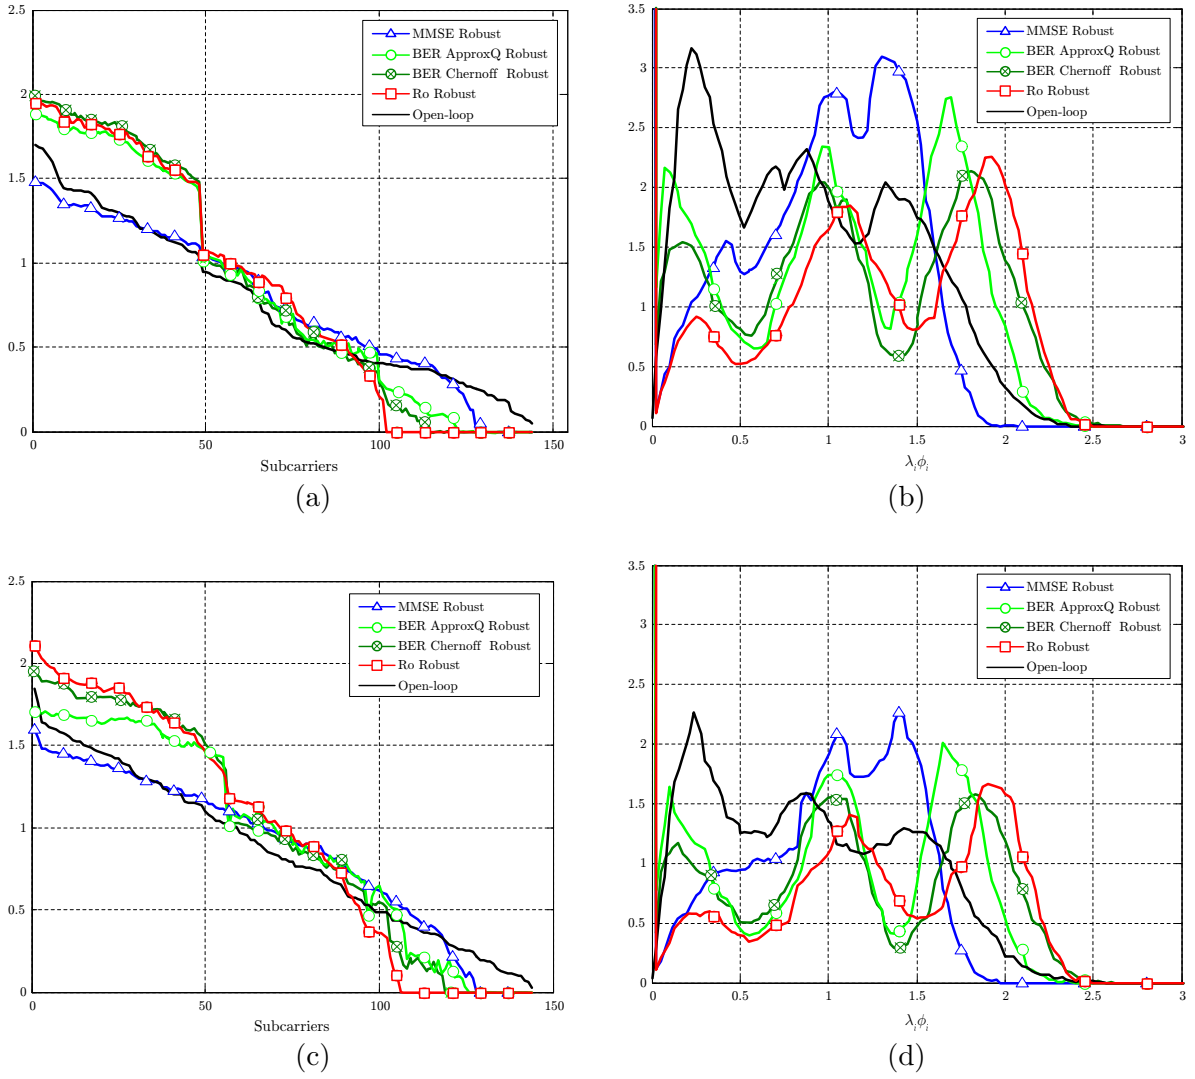 2.5
2
1.5
1
0.5
0
0
50
100
150
MMSE Robust
BER ApproxQ Robust
BER Chernoff Robust
Ro Robust
Open-loop
Subcarriers
(a)
3.5
3
2.5
2
1.5
1
0.5
0
0
0.5
1
1.5
2
2.5
3
MMSE Robust
BER ApproxQ Robust
BER Chernoff Robust
Ro Robust
Open-loop
λᵢϕᵢ
(b)
2.5
2
1.5
1
0.5
0
0
50
100
150
MMSE Robust
BER ApproxQ Robust
BER Chernoff Robust
Ro Robust
Open-loop
Subcarriers
(c)
3.5
3
2.5
2
1.5
1
0.5
0
0
0.5
1
1.5
2
2.5
3
MMSE Robust
BER ApproxQ Robust
BER Chernoff Robust
Ro Robust
Open-loop
λᵢϕᵢ
(d)